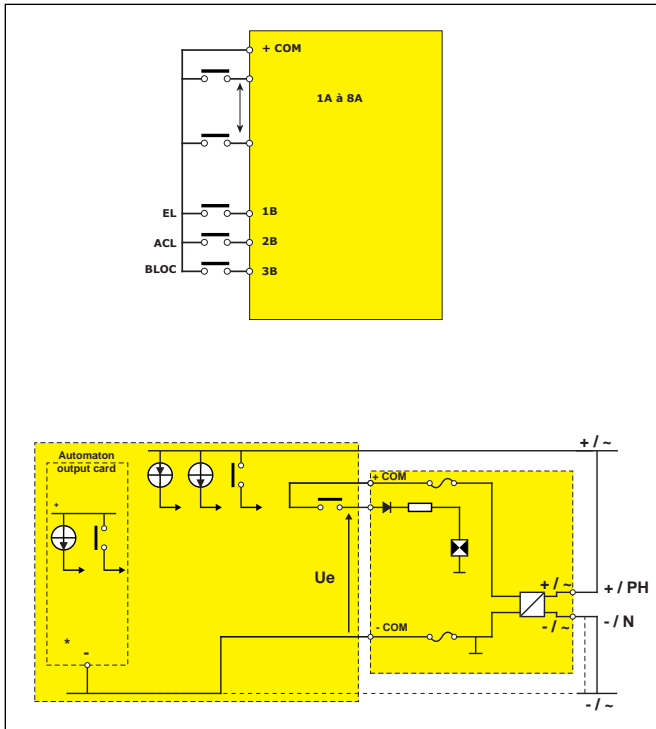 + COM
1A à 8A
EL
1B
ACL
2B
BLOC
3B
+ / ~
Automaton
output card
+ COM
+
Ue
+ / ~
+ / PH
- / ~
- / N
- COM
*
-
- / ~